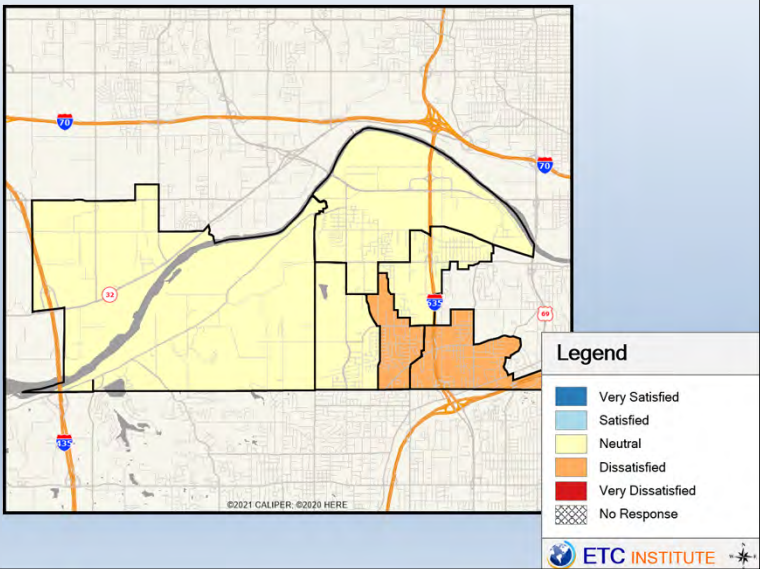 70
70
32
635
69
435
©2021 CALIPER; ©2020 HERE
Legend
Very Satisfied
Satisfied
Neutral
Dissatisfied
Very Dissatisfied
No Response
ETC INSTITUTE